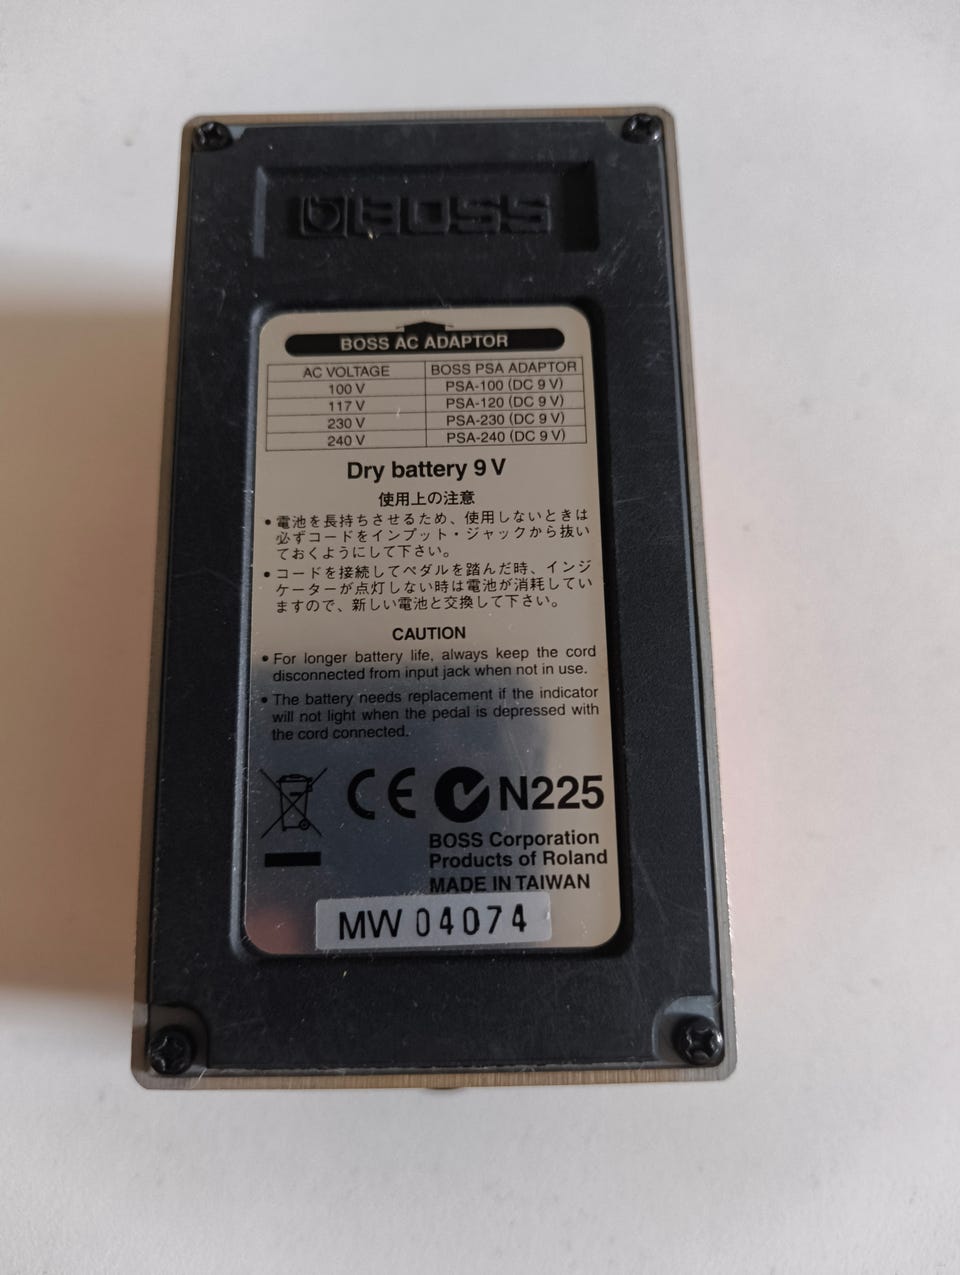 BOSS
BOSS AC ADAPTOR
AC VOLTAGE BOSS PSA ADAPTOR
100 V PSA-100 (DC 9 V)
117 V PSA-120 (DC 9 V)
230 V PSA-230 (DC 9 V)
240 V PSA-240 (DC 9 V)
Dry battery 9 V
使用上の注意
• 電池を長持ちさせるため、使用しないときは
必ずコードをインプット・ジャックから抜い
ておくようにして下さい。
• コードを接続してペダルを踏んだ時、インジ
ケーターが点灯しない時は電池が消耗してい
ますので、新しい電池と交換して下さい。
CAUTION
• For longer battery life, always keep the cord
disconnected from input jack when not in use.
• The battery needs replacement if the indicator
will not light when the pedal is depressed with
the cord connected.
CE N225
BOSS Corporation
Products of Roland
MADE IN TAIWAN
MW 04074